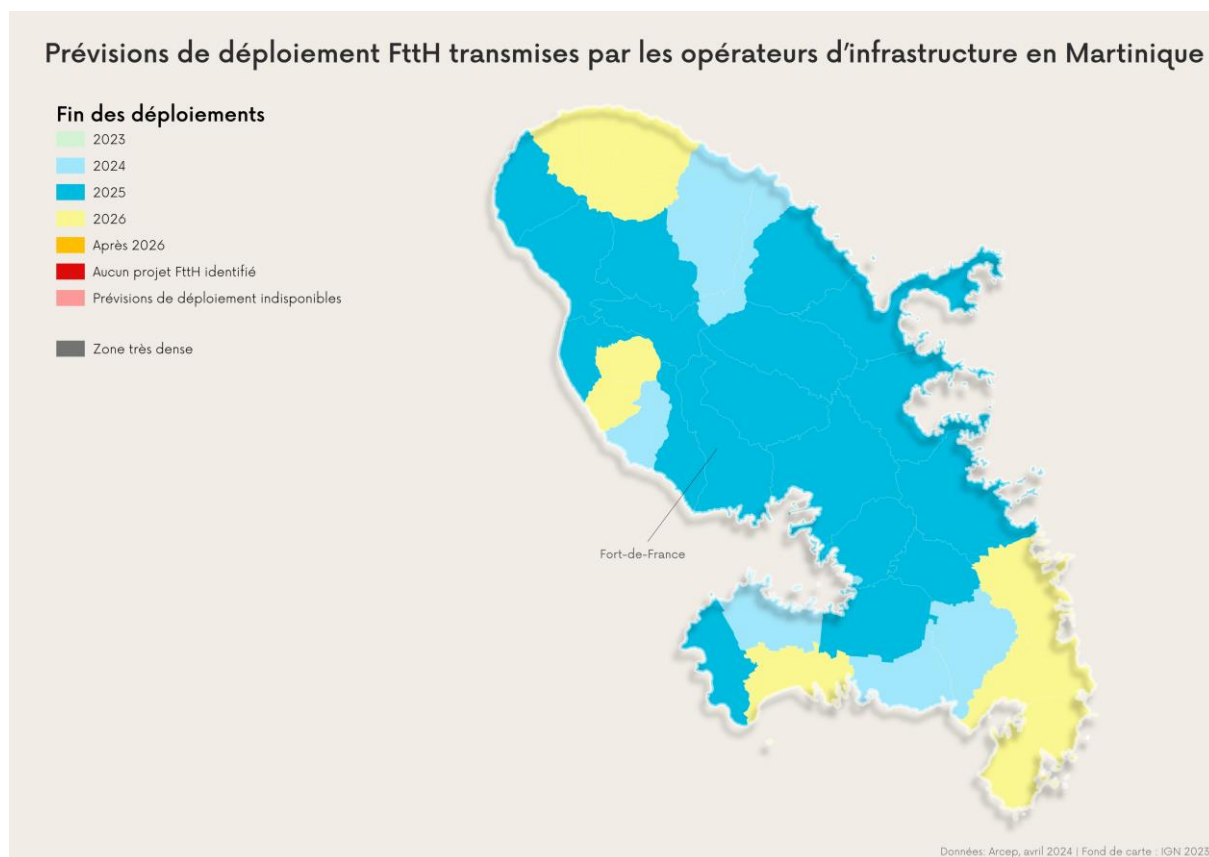 Prévisions de déploiement FttH transmises par les opérateurs d'infrastructure en Martinique
Fin des déploiements
2023
2024
2025
2026
Après 2026
Aucun projet FttH identifié
Prévisions de déploiement indisponibles
Zone très dense
Fort-de-France
Données: Arcep, avril 2024 | Fond de carte : IGN 2023